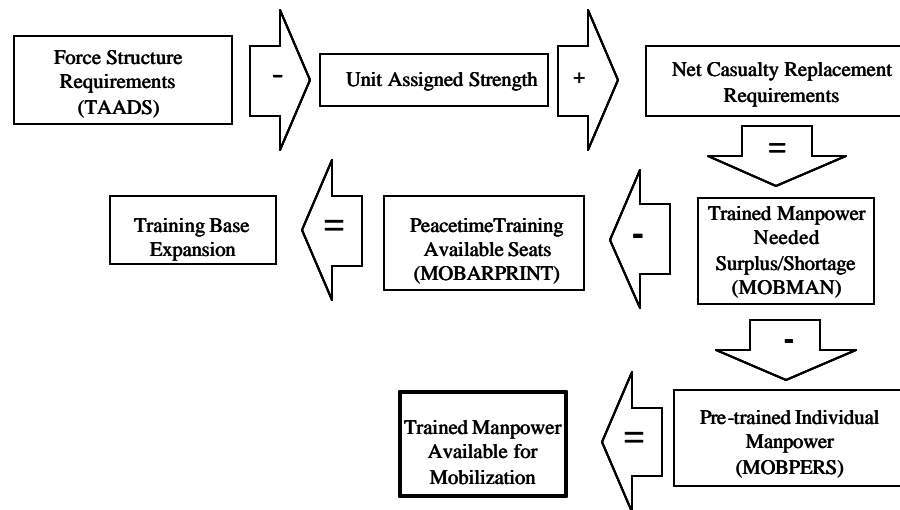 Force Structure
Requirements
(TAADS)
-
Unit Assigned Strength
+
Net Casualty Replacement
Requirements
=
Trained Manpower
Needed
Surplus/Shortage
(MOBMAN)
-
PeacetimeTraining
Available Seats
(MOBARPRINT)
=
Training Base
Expansion
-
Pre-trained Individual
Manpower
(MOBPERS)
=
Trained Manpower
Available for
Mobilization